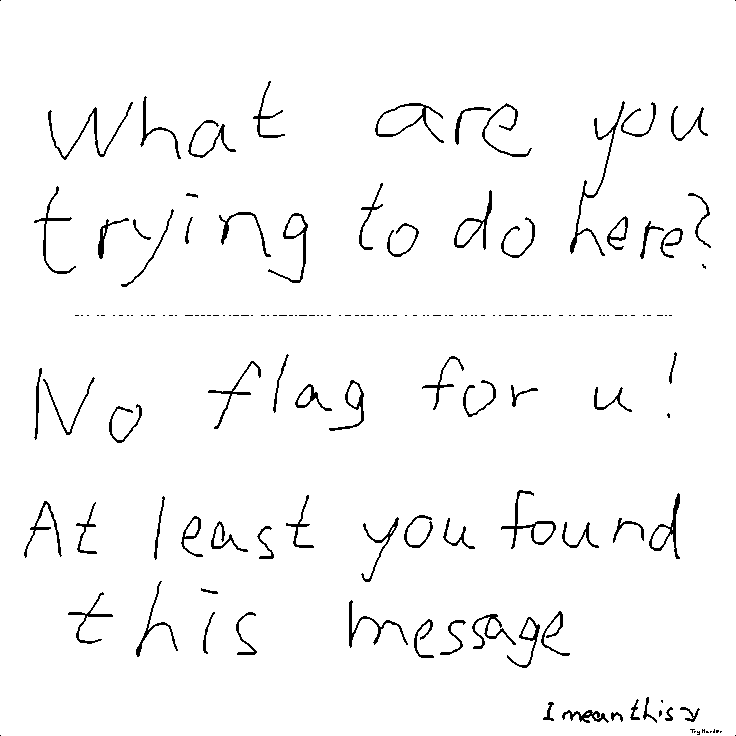 What are you
trying to do here?
No flag for u!
At least you found
this message
I mean this
Try Harder